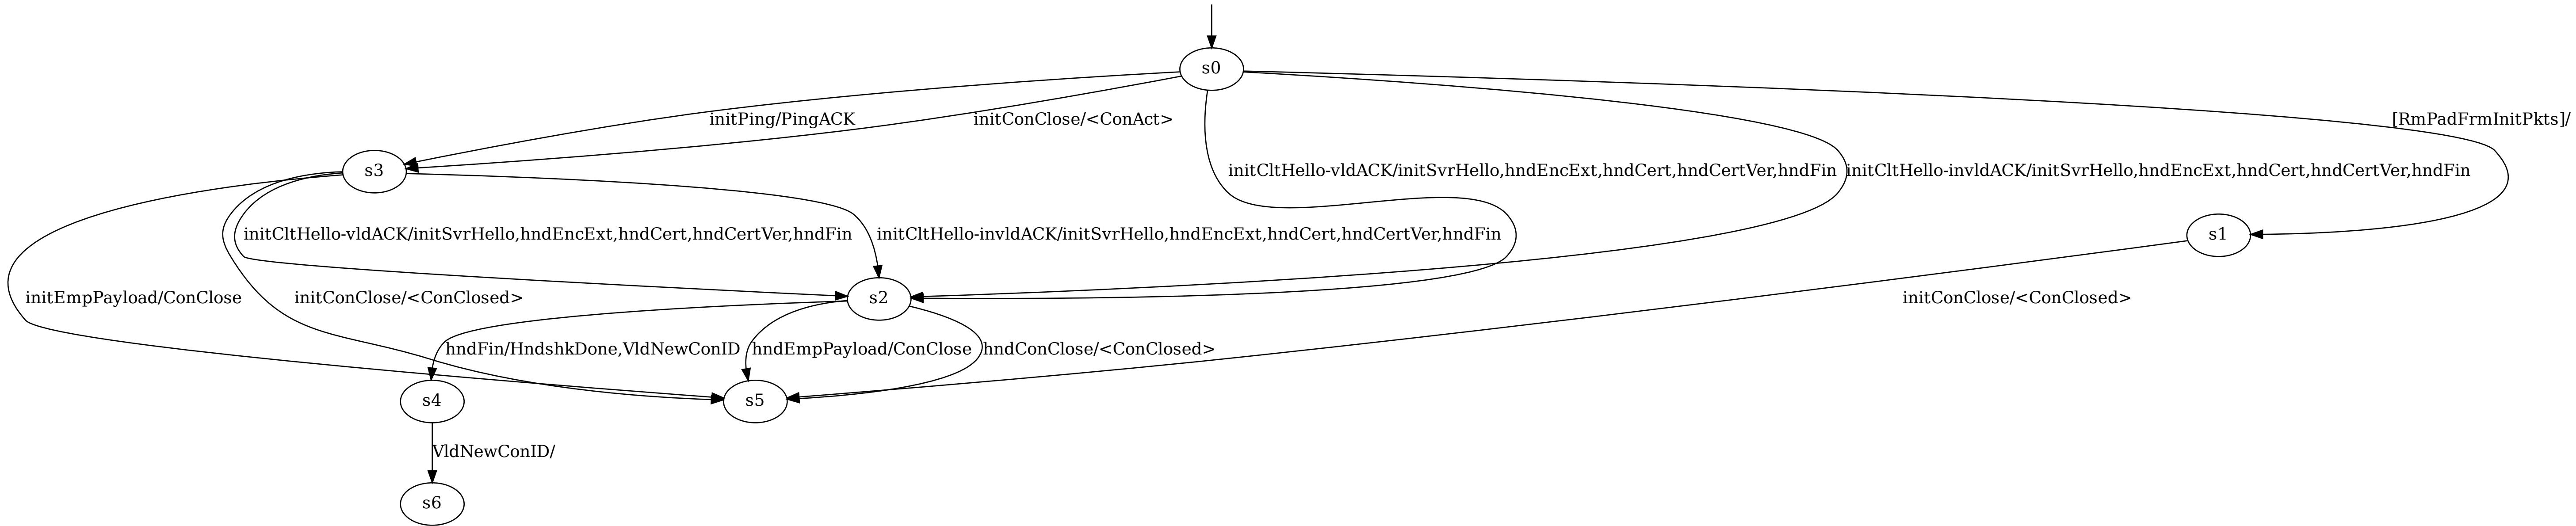 s0
initPing/PingACK
initConClose/<ConAct>
[RmPadFrmInitPkts]/
s3
initCltHello-vldACK/initSvrHello,hndEncExt,hndCert,hndCertVer,hndFin
initCltHello-invldACK/initSvrHello,hndEncExt,hndCert,hndCertVer,hndFin
initCltHello-vldACK/initSvrHello,hndEncExt,hndCert,hndCertVer,hndFin
initCltHello-invldACK/initSvrHello,hndEncExt,hndCert,hndCertVer,hndFin
s1
initEmpPayload/ConClose
initConClose/<ConClosed>
s2
initConClose/<ConClosed>
hndFin/HndshkDone,VldNewConID
hndEmpPayload/ConClose
hndConClose/<ConClosed>
s4
s5
VldNewConID/
s6